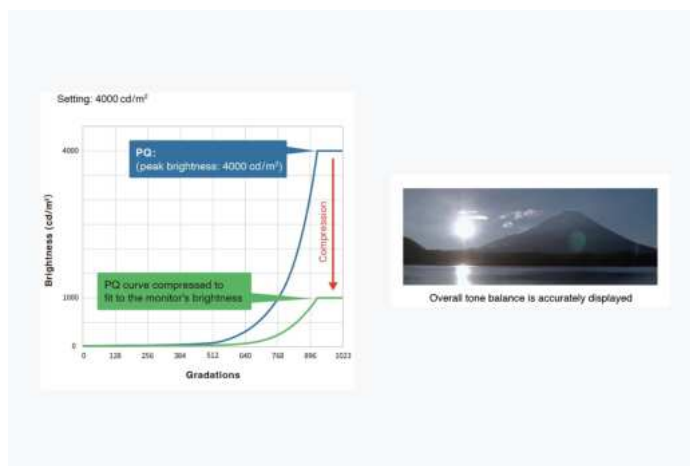 Setting: 4000 cd/m²
4000
PQ:
(peak brightness: 4000 cd/m²)
Brightness (cd/m²)
Compression
PQ curve compressed to
fit to the monitor's brightness
1000
0
0 128 256 384 512 640 768 896 1023
Gradations
Overall tone balance is accurately displayed